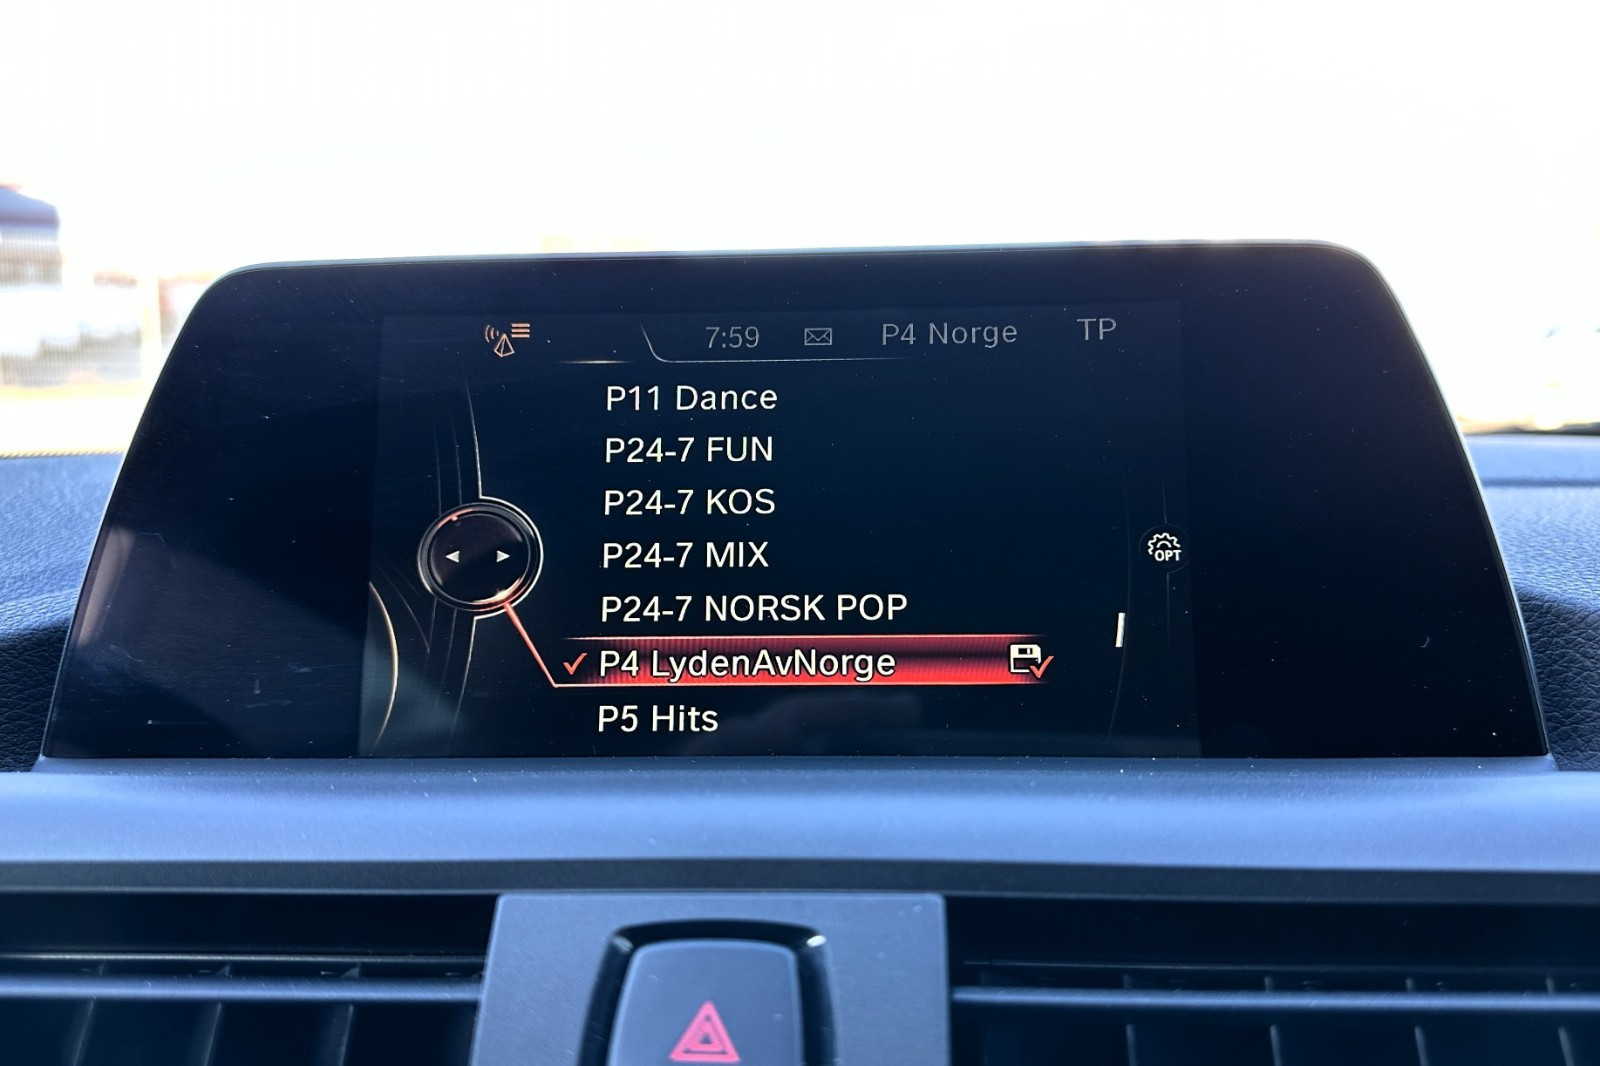 7:59 P4 Norge TP
P11 Dance
P24-7 FUN
P24-7 KOS
P24-7 MIX
OPT
P24-7 NORSK POP
P4 LydenAvNorge
P5 Hits